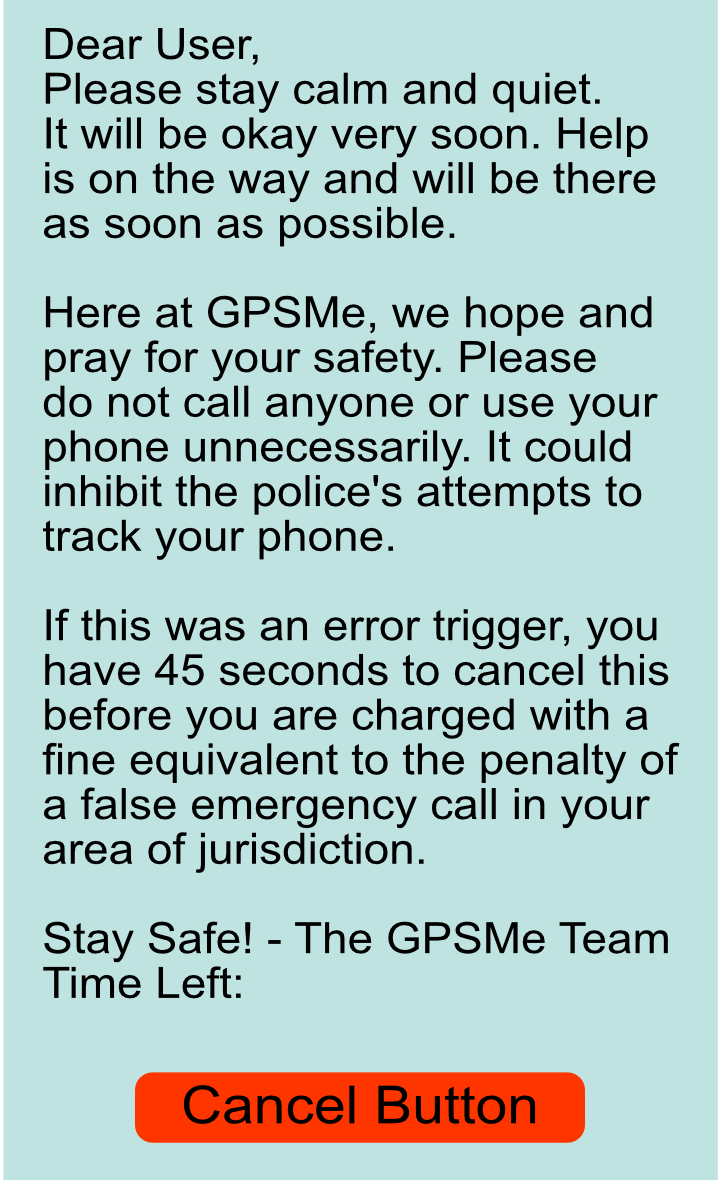 Dear User,
Please stay calm and quiet.
It will be okay very soon. Help
is on the way and will be there
as soon as possible.
Here at GPSMe, we hope and
pray for your safety. Please
do not call anyone or use your
phone unnecessarily. It could
inhibit the police's attempts to
track your phone.
If this was an error trigger, you
have 45 seconds to cancel this
before you are charged with a
fine equivalent to the penalty of
a false emergency call in your
area of jurisdiction.
Stay Safe! - The GPSMe Team
Time Left:
Cancel Button